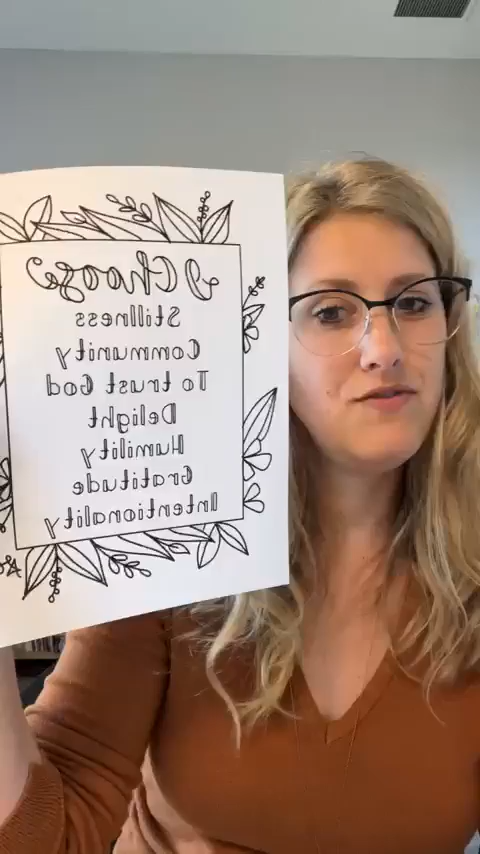 I Choose
Stillness
Community
To trust God
Delight
Humility
Gratitude
Intentionality